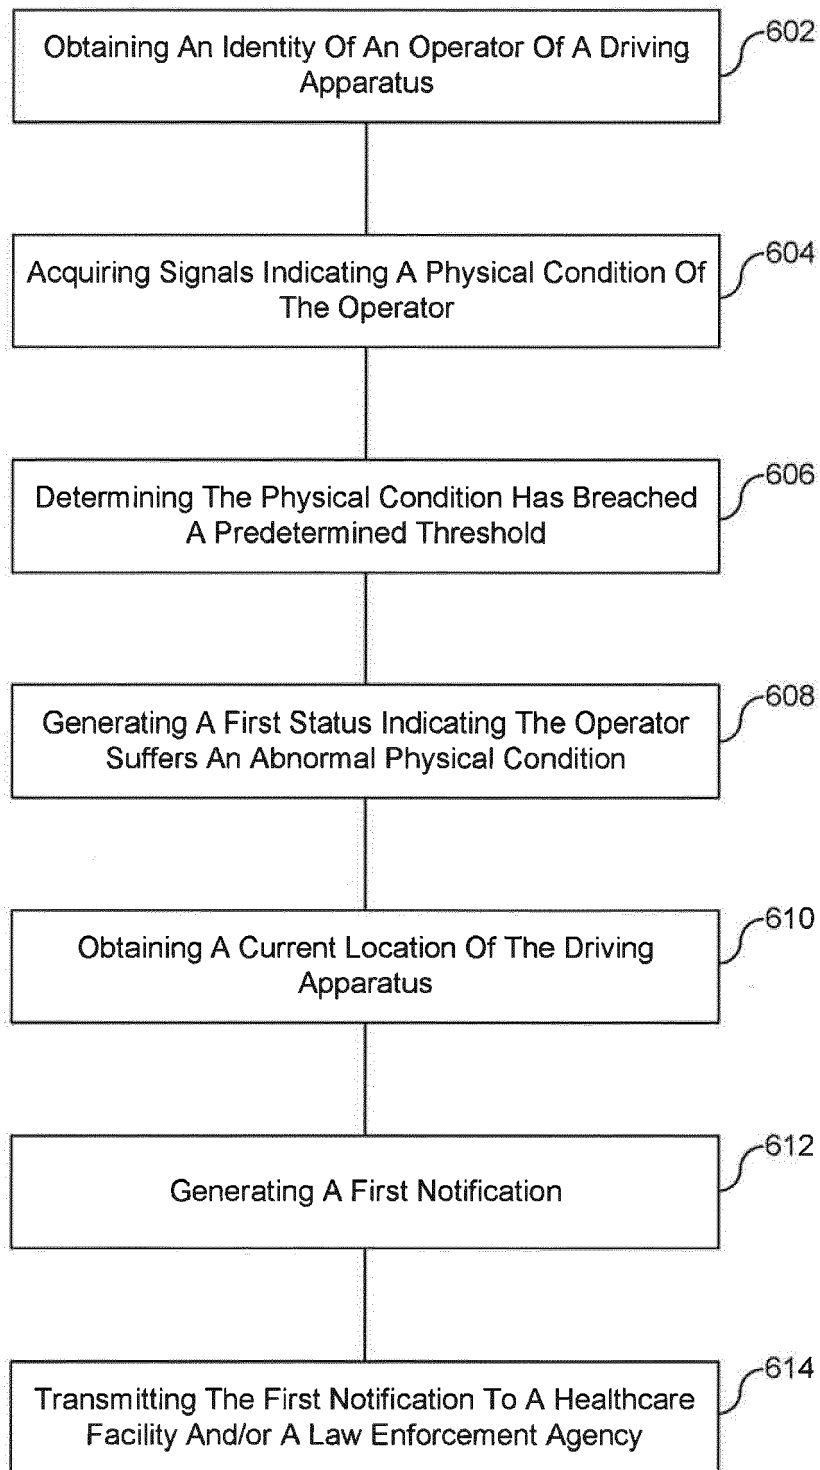 Obtaining An Identity Of An Operator Of A Driving
Apparatus
602
Acquiring Signals Indicating A Physical Condition Of
The Operator
604
Determining The Physical Condition Has Breached
A Predetermined Threshold
606
Generating A First Status Indicating The Operator
Suffers An Abnormal Physical Condition
608
Obtaining A Current Location Of The Driving
Apparatus
610
Generating A First Notification
612
Transmitting The First Notification To A Healthcare
Facility And/or A Law Enforcement Agency
614